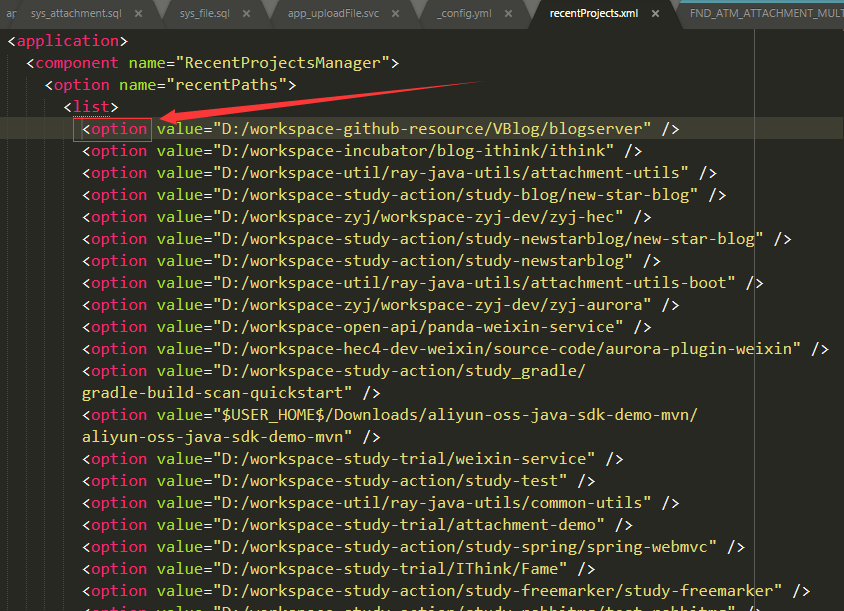 ar sys_attachment.sql × sys_file.sql × app_uploadFile.svc × _config.yml × recentProjects.xml × FND_ATM_ATTACHMENT_MULT
<application>
<component name="RecentProjectsManager">
<option name="recentPaths">
<list>
<option value="D:/workspace-github-resource/VBlog/blogserver" />
<option value="D:/workspace-incubator/blog-ithink/ithink" />
<option value="D:/workspace-util/ray-java-utils/attachment-utils" />
<option value="D:/workspace-study-action/study-blog/new-star-blog" />
<option value="D:/workspace-zyj/workspace-zyj-dev/zyj-hec" />
<option value="D:/workspace-study-action/study-newstarblog/new-star-blog" />
<option value="D:/workspace-study-action/study-newstarblog" />
<option value="D:/workspace-util/ray-java-utils/attachment-utils-boot" />
<option value="D:/workspace-zyj/workspace-zyj-dev/zyj-aurora" />
<option value="D:/workspace-open-api/panda-weixin-service" />
<option value="D:/workspace-hec4-dev-weixin/source-code/aurora-plugin-weixin" />
<option value="D:/workspace-study-action/study_gradle/
gradle-build-scan-quickstart" />
<option value="$USER_HOME$/Downloads/aliyun-oss-java-sdk-demo-mvn/
aliyun-oss-java-sdk-demo-mvn" />
<option value="D:/workspace-study-trial/weixin-service" />
<option value="D:/workspace-study-action/study-test" />
<option value="D:/workspace-util/ray-java-utils/common-utils" />
<option value="D:/workspace-study-trial/attachment-demo" />
<option value="D:/workspace-study-action/study-spring/spring-webmvc" />
<option value="D:/workspace-study-trial/IThink/Fame" />
<option value="D:/workspace-study-action/study-freemarker/study-freemarker" />